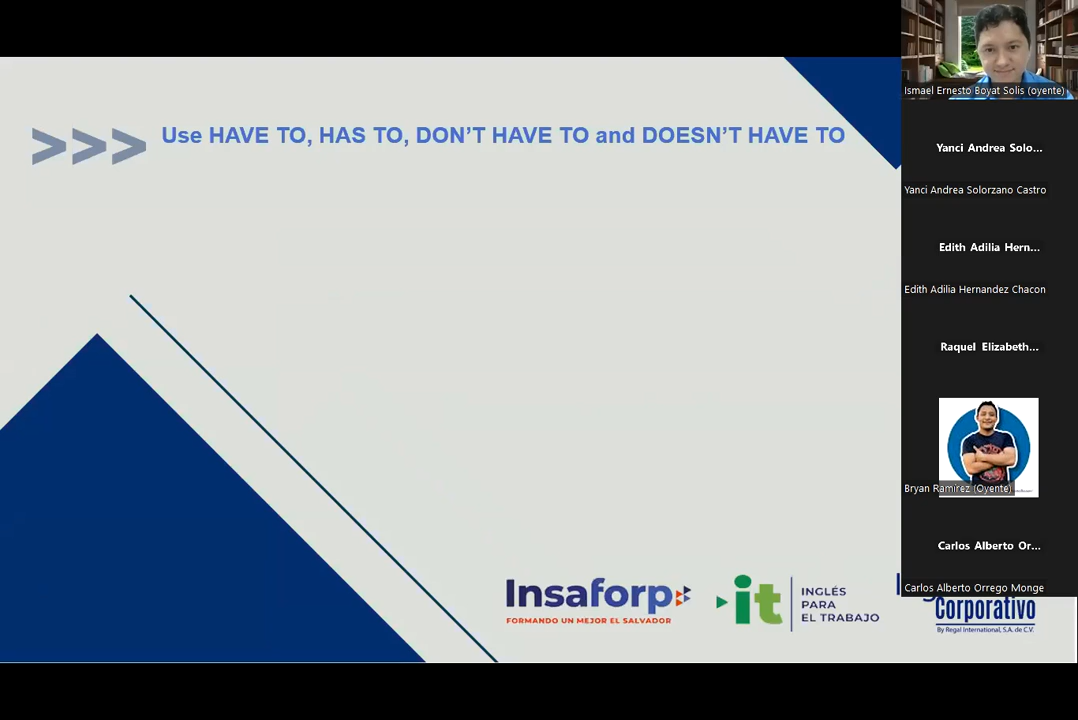 >>> Use HAVE TO, HAS TO, DON'T HAVE TO and DOESN'T HAVE TO
Ismael Ernesto Boyat Solis (oyente)
Yanci Andrea Solo...
Yanci Andrea Solorzano Castro
Edith Adilia Hern...
Edith Adilia Hernandez Chacon
Raquel Elizabeth...
Bryan Ramirez (Oyente)
Carlos Alberto Or...
Carlos Alberto Orrego Monge
Insaforp
FORMANDO UN MEJOR EL SALVADOR
it
INGLÉS
PARA
EL TRABAJO
Corporativo
By Regal International, S.A. de C.V.